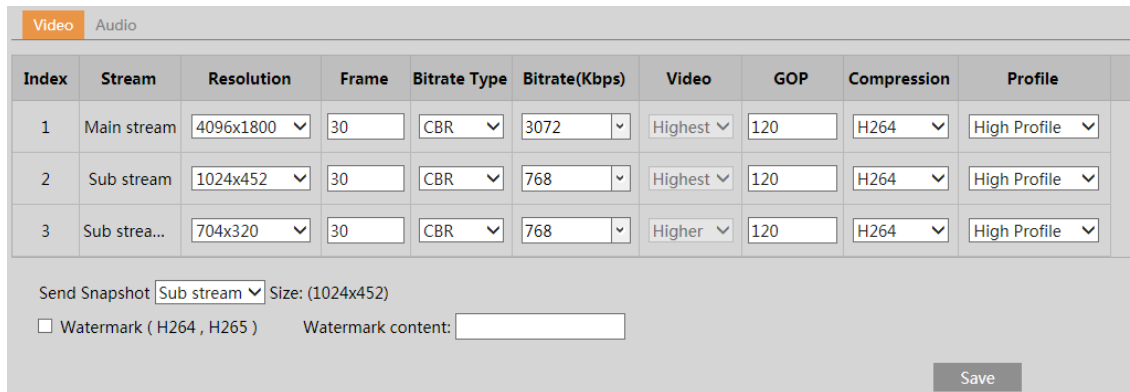 Video Audio
Index Stream Resolution Frame Bitrate Type Bitrate(Kbps) Video GOP Compression Profile
1 Main stream 4096x1800 30 CBR 3072 Highest 120 H264 High Profile
2 Sub stream 1024x452 30 CBR 768 Highest 120 H264 High Profile
3 Sub strea... 704x320 30 CBR 768 Higher 120 H264 High Profile
Send Snapshot Sub stream Size: (1024x452)
Watermark ( H264 , H265 ) Watermark content:
Save